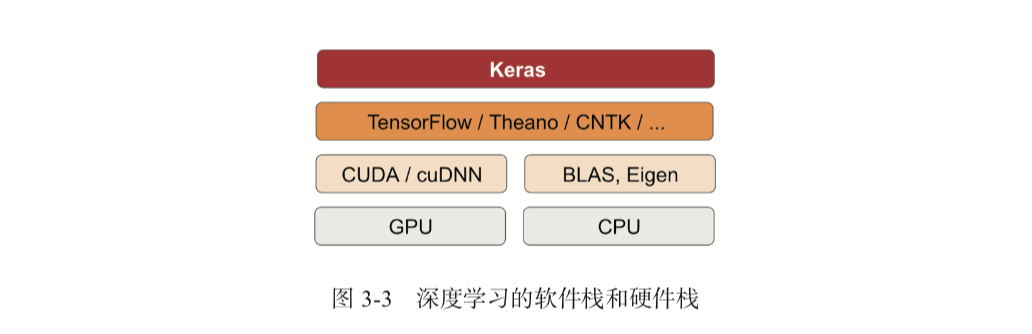 Keras
TensorFlow / Theano / CNTK / ...
CUDA / cuDNN
BLAS, Eigen
GPU
CPU
图 3-3 深度学习的软件栈和硬件栈